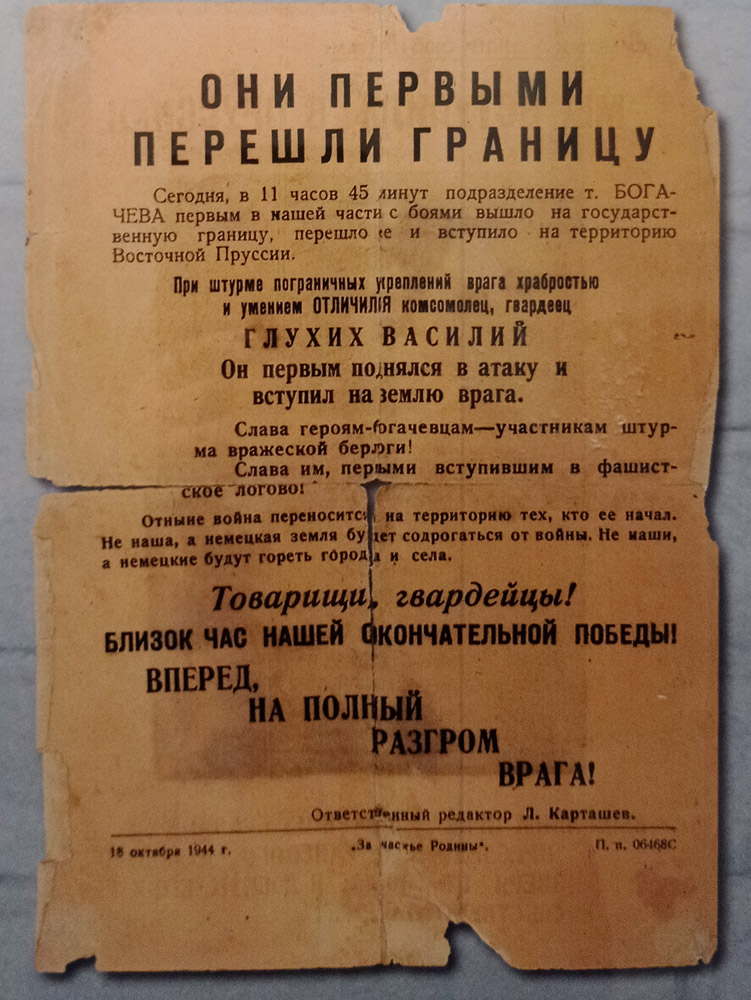 ОНИ ПЕРВЫМИ
ПЕРЕШЛИ ГРАНИЦУ
Сегодня, в 11 часов 45 минут подразделение т. БОГА-
ЧЕВА первым в нашей части с боями вышло на государст-
венную границу, перешло ее и вступило на территорию
Восточной Пруссии.
При штурме пограничных укреплений врага храбростью
и умением ОТЛИЧИЛСЯ комсомолец, гвардеец
ГЛУХИХ ВАСИЛИЙ
Он первым поднялся в атаку и
вступил на землю врага.
Слава героям-богачевцам—участникам штур-
ма вражеской берлоги!
Слава им, первыми вступившим в фашист-
ское логово!
Отныне война переносится на территорию тех, кто ее начал.
Не наша, а немецкая земля будет содрогаться от войны. Не наши,
а немецкие будут гореть города и села.
Товарищи, гвардейцы!
БЛИЗОК ЧАС НАШЕЙ ОКОНЧАТЕЛЬНОЙ ПОБЕДЫ!
ВПЕРЕД,
НА ПОЛНЫЙ
РАЗГРОМ
ВРАГА!
Ответственный редактор Л. Карташев.
18 октября 1944 г. „За счастье Родины". П. п. 06468С